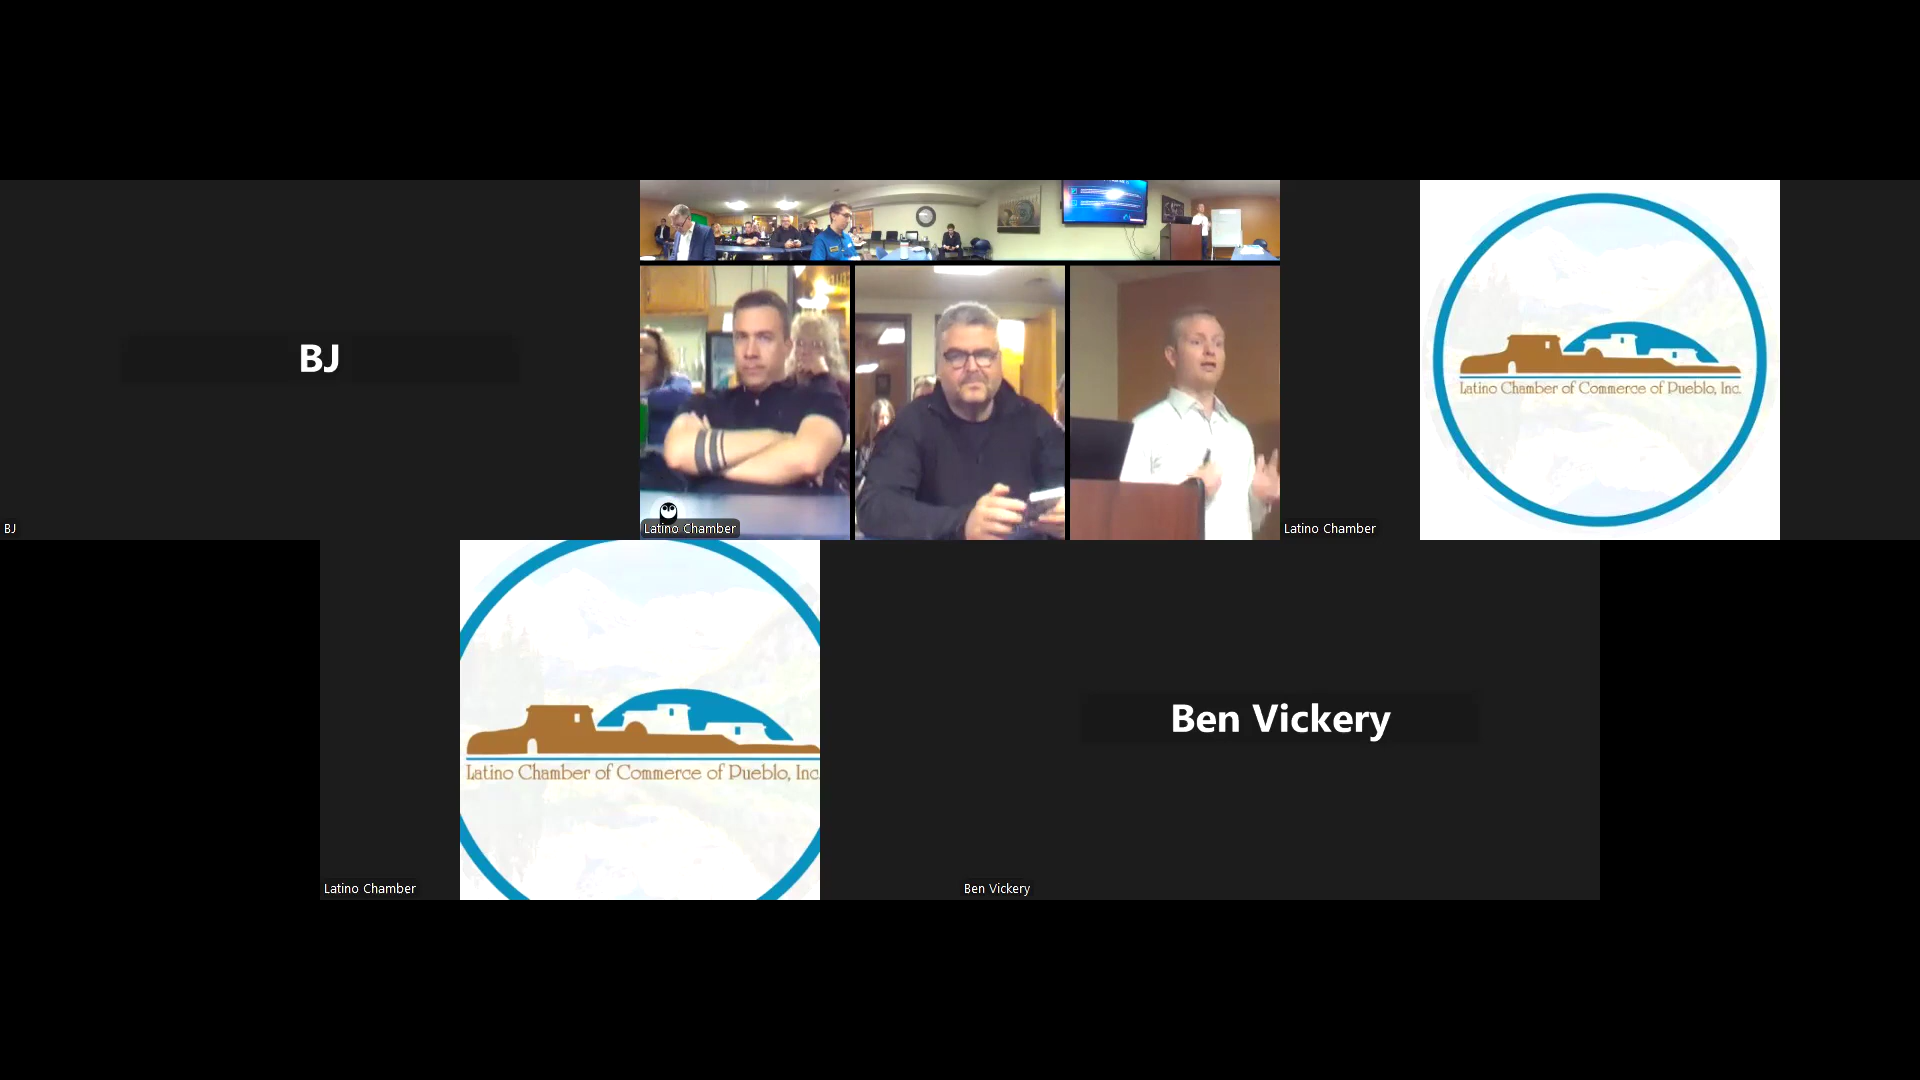 BJ
BJ
Latino Chamber
Latino Chamber of Commerce of Pueblo, Inc.
Latino Chamber
Latino Chamber of Commerce of Pueblo, Inc
Latino Chamber
Ben Vickery
Ben Vickery